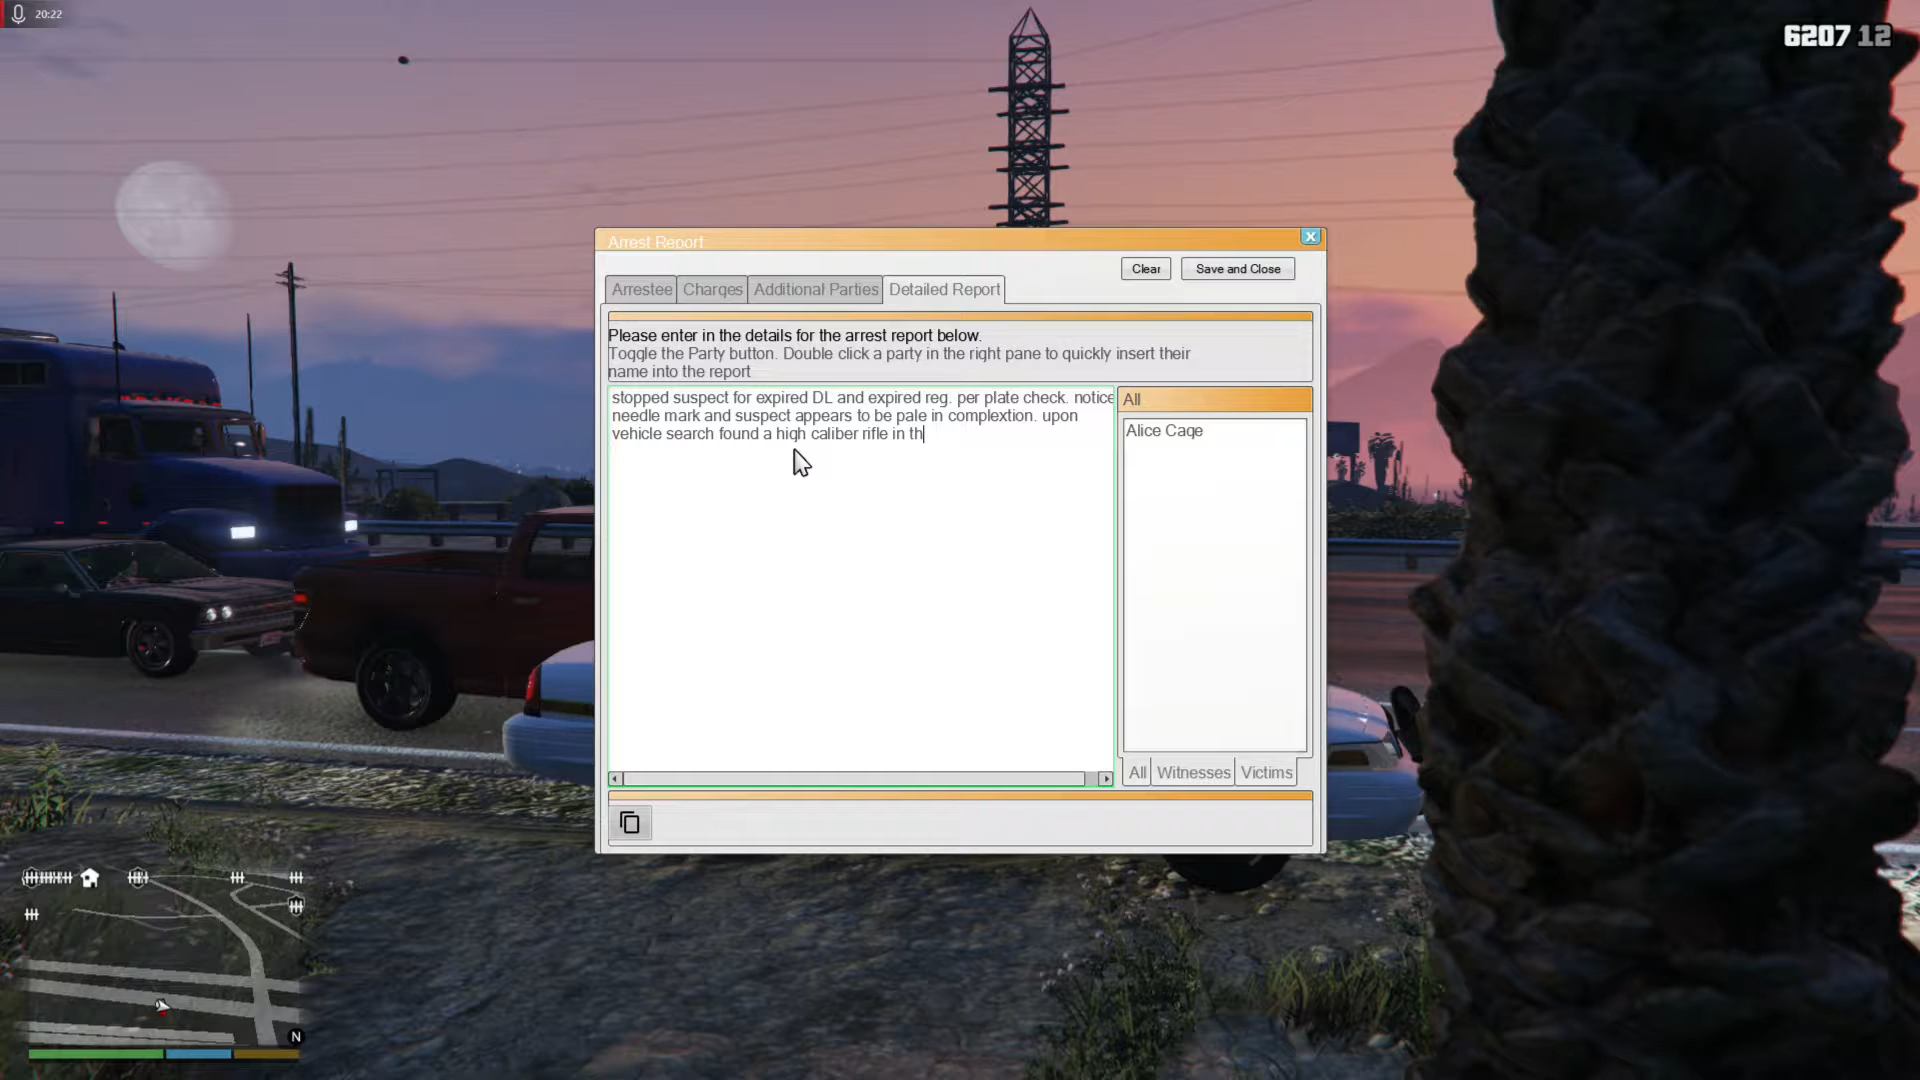 20:22
6207 12
Arrest Report
Clear
Save and Close
Arrestee
Charges
Additional Parties
Detailed Report
Please enter in the details for the arrest report below.
Toggle the Party button. Double click a party in the right pane to quickly insert their
name into the report
stopped suspect for expired DL and expired reg. per plate check. notice
needle mark and suspect appears to be pale in complextion. upon
vehicle search found a high caliber rifle in th
All
Alice Cage
All
Witnesses
Victims
N